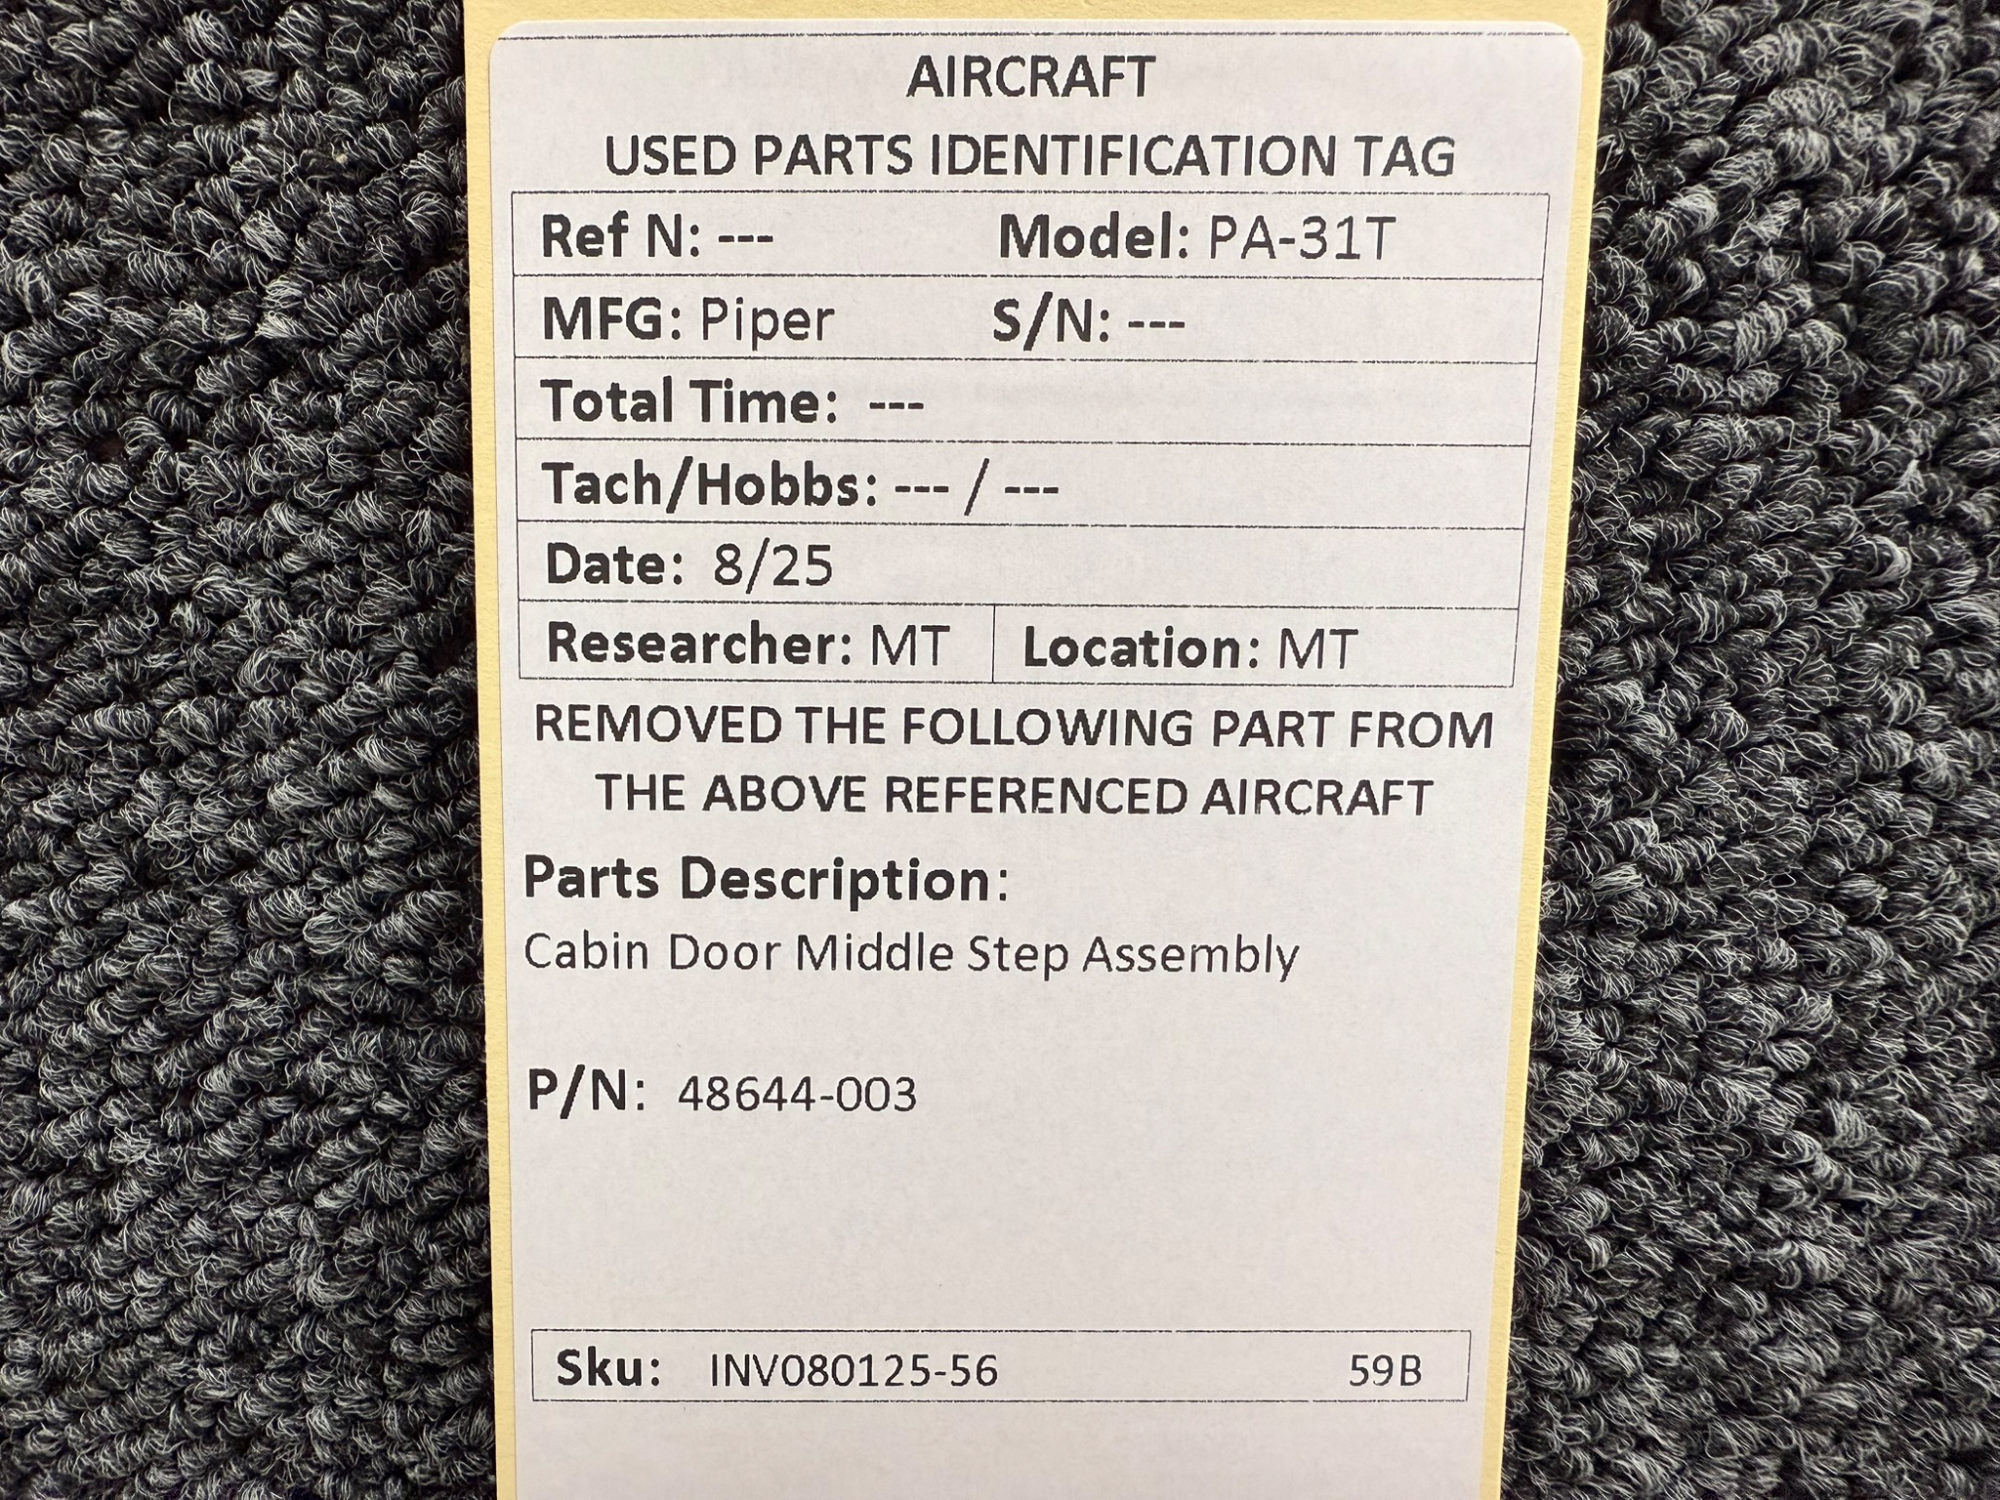 AIRCRAFT
USED PARTS IDENTIFICATION TAG
Ref N: --- Model: PA-31T
MFG: Piper S/N: ---
Total Time: ---
Tach/Hobbs: --- / ---
Date: 8/25
Researcher: MT Location: MT
REMOVED THE FOLLOWING PART FROM
THE ABOVE REFERENCED AIRCRAFT
Parts Description:
Cabin Door Middle Step Assembly
P/N: 48644-003
Sku: INV080125-56 59B